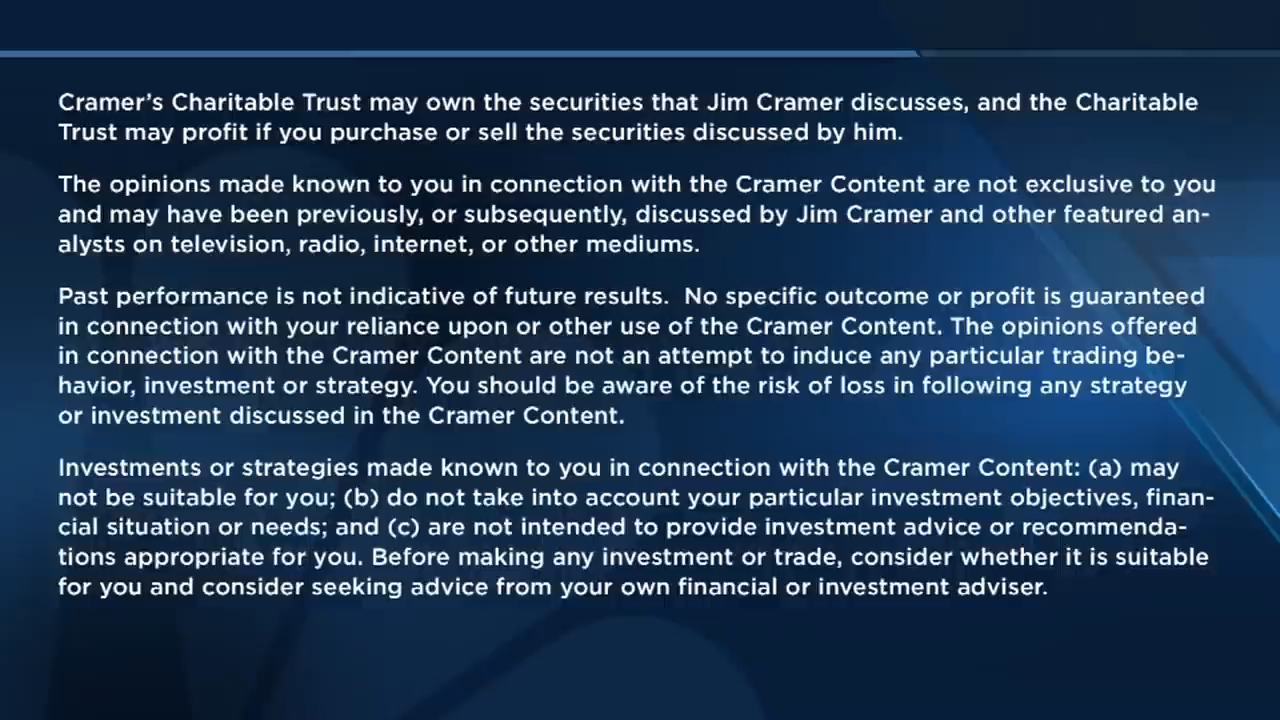 Cramer's Charitable Trust may own the securities that Jim Cramer discusses, and the Charitable
Trust may profit if you purchase or sell the securities discussed by him.
The opinions made known to you in connection with the Cramer Content are not exclusive to you
and may have been previously, or subsequently, discussed by Jim Cramer and other featured an-
alysts on television, radio, internet, or other mediums.
Past performance is not indicative of future results.  No specific outcome or profit is guaranteed
in connection with your reliance upon or other use of the Cramer Content. The opinions offered
in connection with the Cramer Content are not an attempt to induce any particular trading be-
havior, investment or strategy. You should be aware of the risk of loss in following any strategy
or investment discussed in the Cramer Content.
Investments or strategies made known to you in connection with the Cramer Content: (a) may
not be suitable for you; (b) do not take into account your particular investment objectives, finan-
cial situation or needs; and (c) are not intended to provide investment advice or recommenda-
tions appropriate for you. Before making any investment or trade, consider whether it is suitable
for you and consider seeking advice from your own financial or investment adviser.